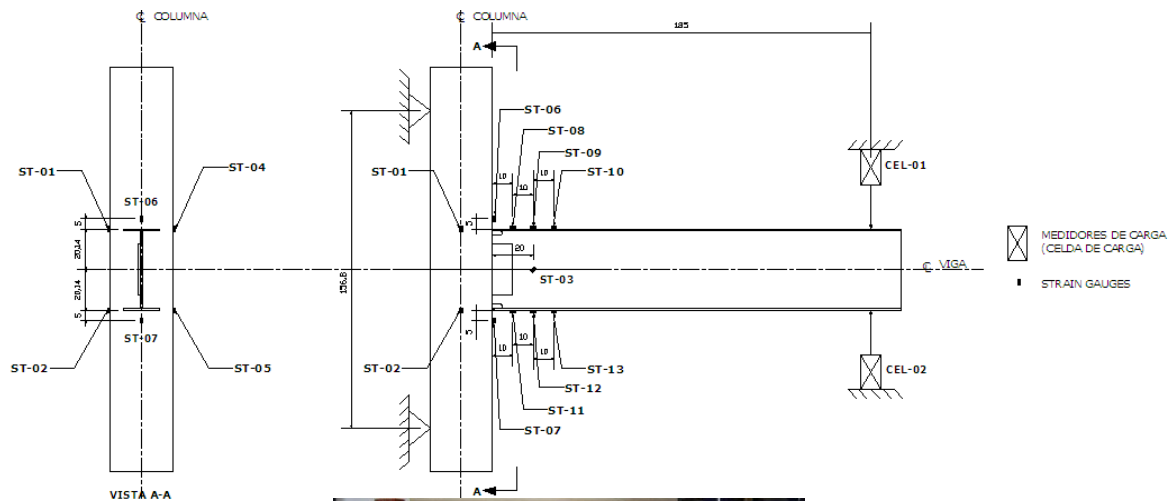 ℄ COLUMNA
ST-01
ST-04
ST-06
5
20,14
20,14
5
ST-07
ST-02
ST-05
VISTA A-A
℄ COLUMNA
A
185
ST-06
ST-08
ST-09
ST-10
10
10
10
ST-01
5
CEL-01
20
ST-03
℄ VIGA
ST-02
5
10
10
10
ST-13
ST-12
ST-11
ST-07
CEL-02
A
MEDIDORES DE CARGA
(CELDA DE CARGA)
STRAIN GAUGES